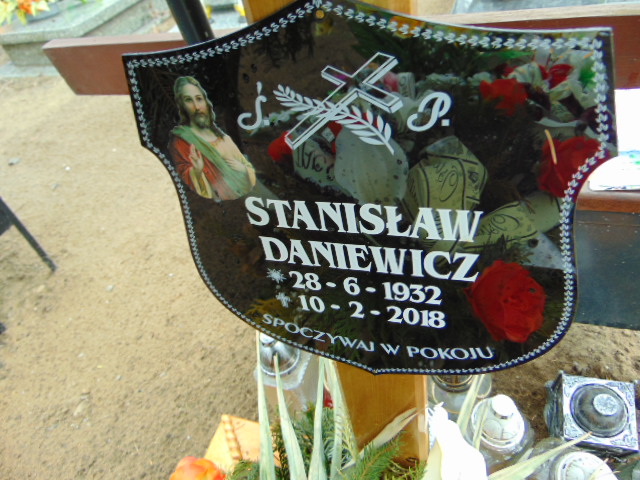 Ś. P.
STANISŁAW
DANIEWICZ
28 - 6 - 1932
10 - 2 - 2018
SPOCZYWAJ W POKOJU